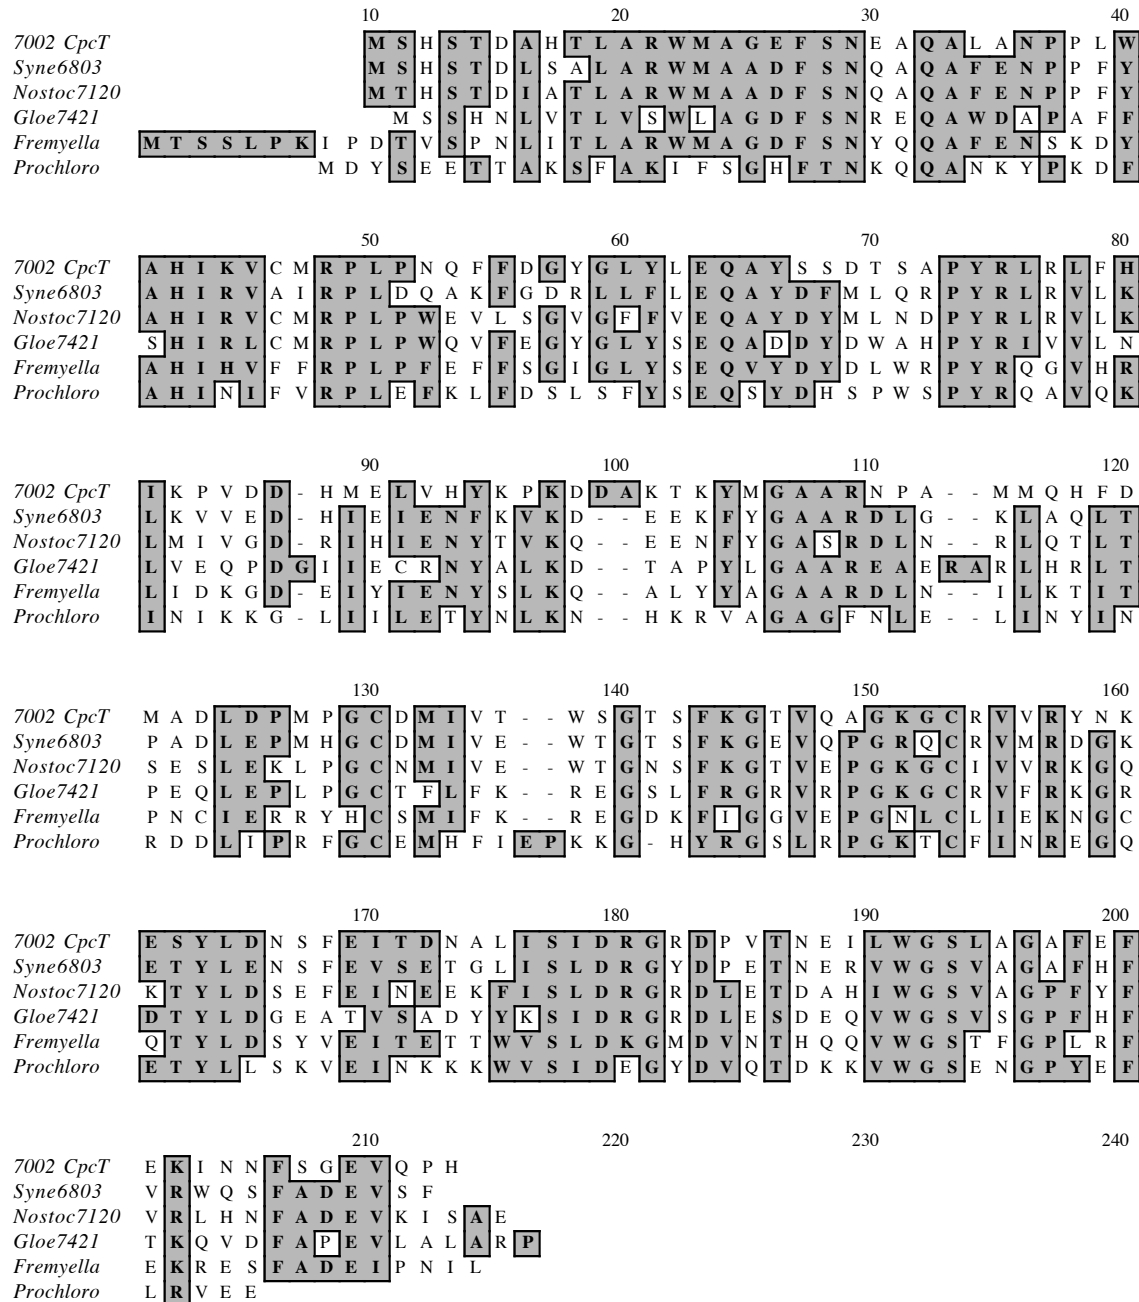 10 20 30 40
7002 CpcT M S H S T D A H T L A R W M A G E F S N E A Q A L A N P P L W
Syne6803 M S H S T D L S A L A R W M A A D F S N Q A Q A F E N P P F Y
Nostoc7120 M T H S T D I A T L A R W M A A D F S N Q A Q A F E N P P F Y
Gloe7421 M S S H N L V T L V S W L A G D F S N R E Q A W D A P A F F
Fremyella M T S S L P K I P D T V S P N L I T L A R W M A G D F S N Y Q Q A F E N S K D Y
Prochloro M D Y S E E T T A K S F A K I F S G H F T N K Q Q A N K Y P K D F
50 60 70 80
7002 CpcT A H I K V C M R P L P N Q F F D G Y G L Y L E Q A Y S S D T S A P Y R L R L F H
Syne6803 A H I R V A I R P L D Q A K F G D R L L F L E Q A Y D F M L Q R P Y R L R V L K
Nostoc7120 A H I R V C M R P L P W E V L S G V G F F V E Q A Y D Y M L N D P Y R L R V L K
Gloe7421 S H I R L C M R P L P W Q V F E G Y G L Y S E Q A D D Y D W A H P Y R I V V L N
Fremyella A H I H V F F R P L P F E F F S G I G L Y S E Q V Y D Y D L W R P Y R Q G V H R
Prochloro A H I N I F V R P L E F K L F D S L S F Y S E Q S Y D H S P W S P Y R Q A V Q K
90 100 110 120
7002 CpcT I K P V D D - H M E L V H Y K P K D D A K T K Y M G A A R N P A - - M M Q H F D
Syne6803 L K V V E D - H I E I E N F K V K D - - E E K F Y G A A R D L G - - K L A Q L T
Nostoc7120 L M I V G D - R I H I E N Y T V K Q - - E E N F Y G A S R D L N - - R L Q T L T
Gloe7421 L V E Q P D G I I E C R N Y A L K D - - T A P Y L G A A R E A E R A R L H R L T
Fremyella L I D K G D - E I Y I E N Y S L K Q - - A L Y Y A G A A R D L N - - I L K T I T
Prochloro I N I K K G - L I I L E T Y N L K N - - H K R V A G A G F N L E - - L I N Y I N
130 140 150 160
7002 CpcT M A D L D P M P G C D M I V T - - W S G T S F K G T V Q A G K G C R V V R Y N K
Syne6803 P A D L E P M H G C D M I V E - - W T G T S F K G E V Q P G R Q C R V M R D G K
Nostoc7120 S E S L E K L P G C N M I V E - - W T G N S F K G T V E P G K G C I V V R K G Q
Gloe7421 P E Q L E P L P G C T F L F K - - R E G S L F R G R V R P G K G C R V F R K G R
Fremyella P N C I E R R Y H C S M I F K - - R E G D K F I G G V E P G N L C L I E K N G C
Prochloro R D D L I P R F G C E M H F I E P K K G - H Y R G S L R P G K T C F I N R E G Q
170 180 190 200
7002 CpcT E S Y L D N S F E I T D N A L I S I D R G R D P V T N E I L W G S L A G A F E F
Syne6803 E T Y L E N S F E V S E T G L I S L D R G Y D P E T N E R V W G S V A G A F H F
Nostoc7120 K T Y L D S E F E I N E E K F I S L D R G R D L E T D A H I W G S V A G P F Y F
Gloe7421 D T Y L D G E A T V S A D Y Y K S I D R G R D L E S D E Q V W G S V S G P F H F
Fremyella Q T Y L D S Y V E I T E T T W V S L D K G M D V N T H Q Q V W G S T F G P L R F
Prochloro E T Y L L S K V E I N K K K W V S I D E G Y D V Q T D K K V W G S E N G P Y E F
210 220 230 240
7002 CpcT E K I N N F S G E V Q P H
Syne6803 V R W Q S F A D E V S F
Nostoc7120 V R L H N F A D E V K I S A E
Gloe7421 T K Q V D F A P E V L A L A R P
Fremyella E K R E S F A D E I P N I L
Prochloro L R V E E